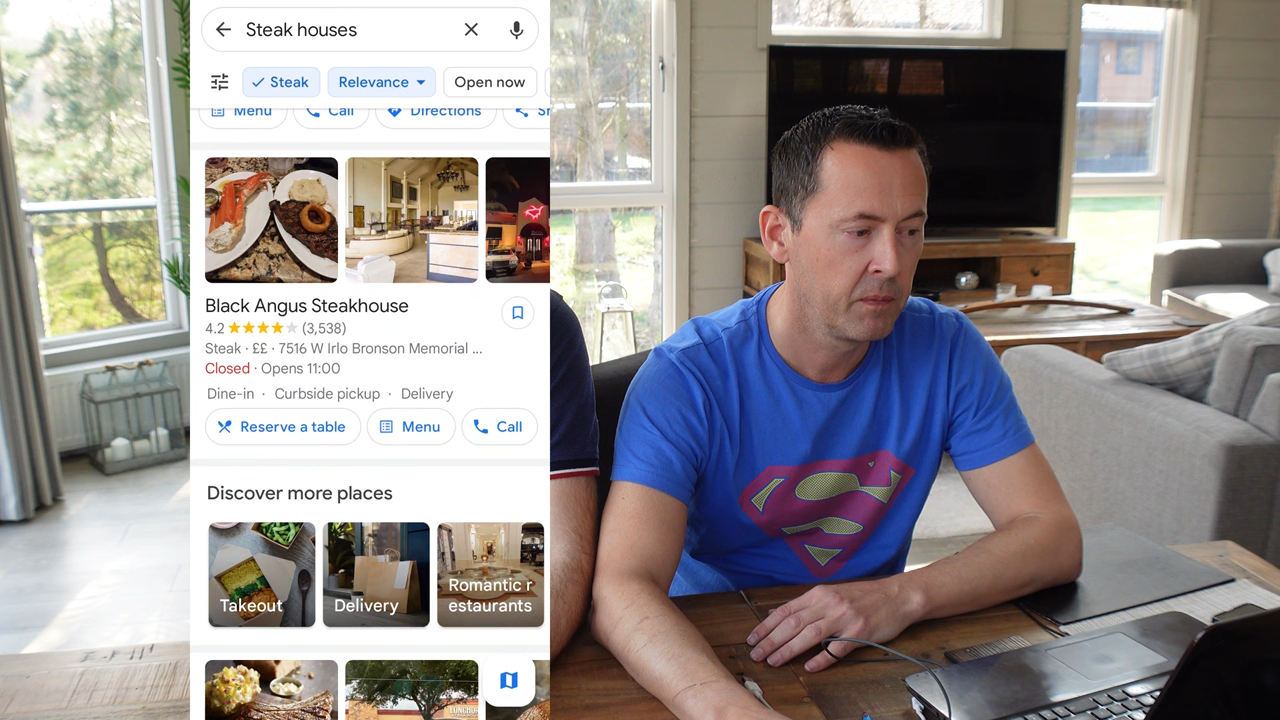 Steak houses
Steak
Relevance
Open now
Menu
Call
Directions
Black Angus Steakhouse
4.2 (3,538)
Steak · ££ · 7516 W Irlo Bronson Memorial ...
Closed · Opens 11:00
Dine-in · Curbside pickup · Delivery
Reserve a table
Menu
Call
Discover more places
Takeout
Delivery
Romantic r
estaurants